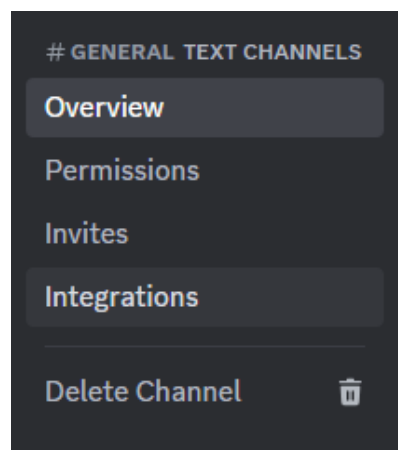 # GENERAL TEXT CHANNELS
Overview
Permissions
Invites
Integrations
Delete Channel